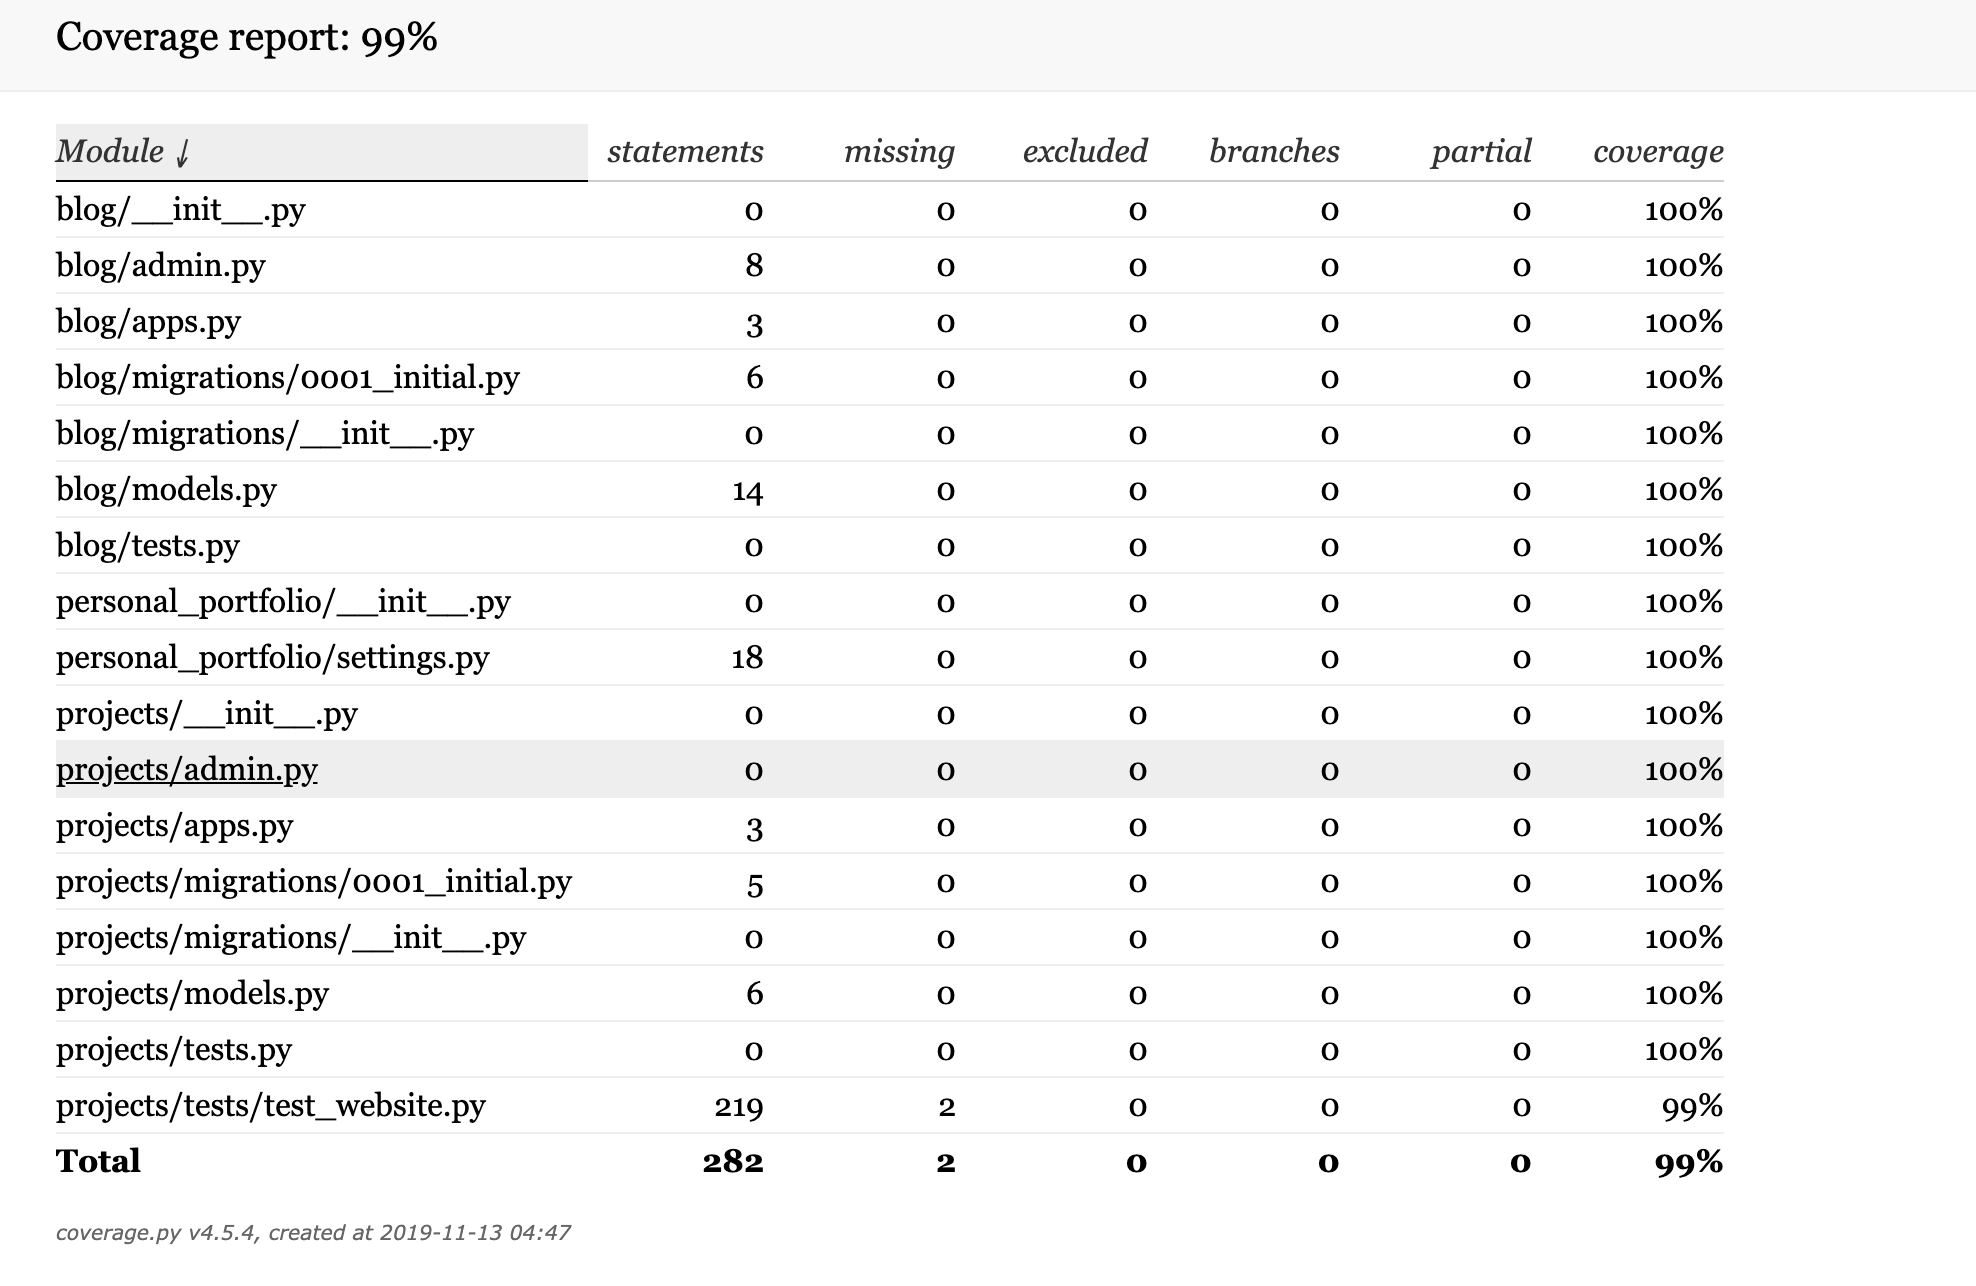 Coverage report: 99%
Module ↓ statements missing excluded branches partial coverage
blog/__init__.py 0 0 0 0 0 100%
blog/admin.py 8 0 0 0 0 100%
blog/apps.py 3 0 0 0 0 100%
blog/migrations/0001_initial.py 6 0 0 0 0 100%
blog/migrations/__init__.py 0 0 0 0 0 100%
blog/models.py 14 0 0 0 0 100%
blog/tests.py 0 0 0 0 0 100%
personal_portfolio/__init__.py 0 0 0 0 0 100%
personal_portfolio/settings.py 18 0 0 0 0 100%
projects/__init__.py 0 0 0 0 0 100%
projects/admin.py 0 0 0 0 0 100%
projects/apps.py 3 0 0 0 0 100%
projects/migrations/0001_initial.py 5 0 0 0 0 100%
projects/migrations/__init__.py 0 0 0 0 0 100%
projects/models.py 6 0 0 0 0 100%
projects/tests.py 0 0 0 0 0 100%
projects/tests/test_website.py 219 2 0 0 0 99%
Total 282 2 0 0 0 99%
coverage.py v4.5.4, created at 2019-11-13 04:47